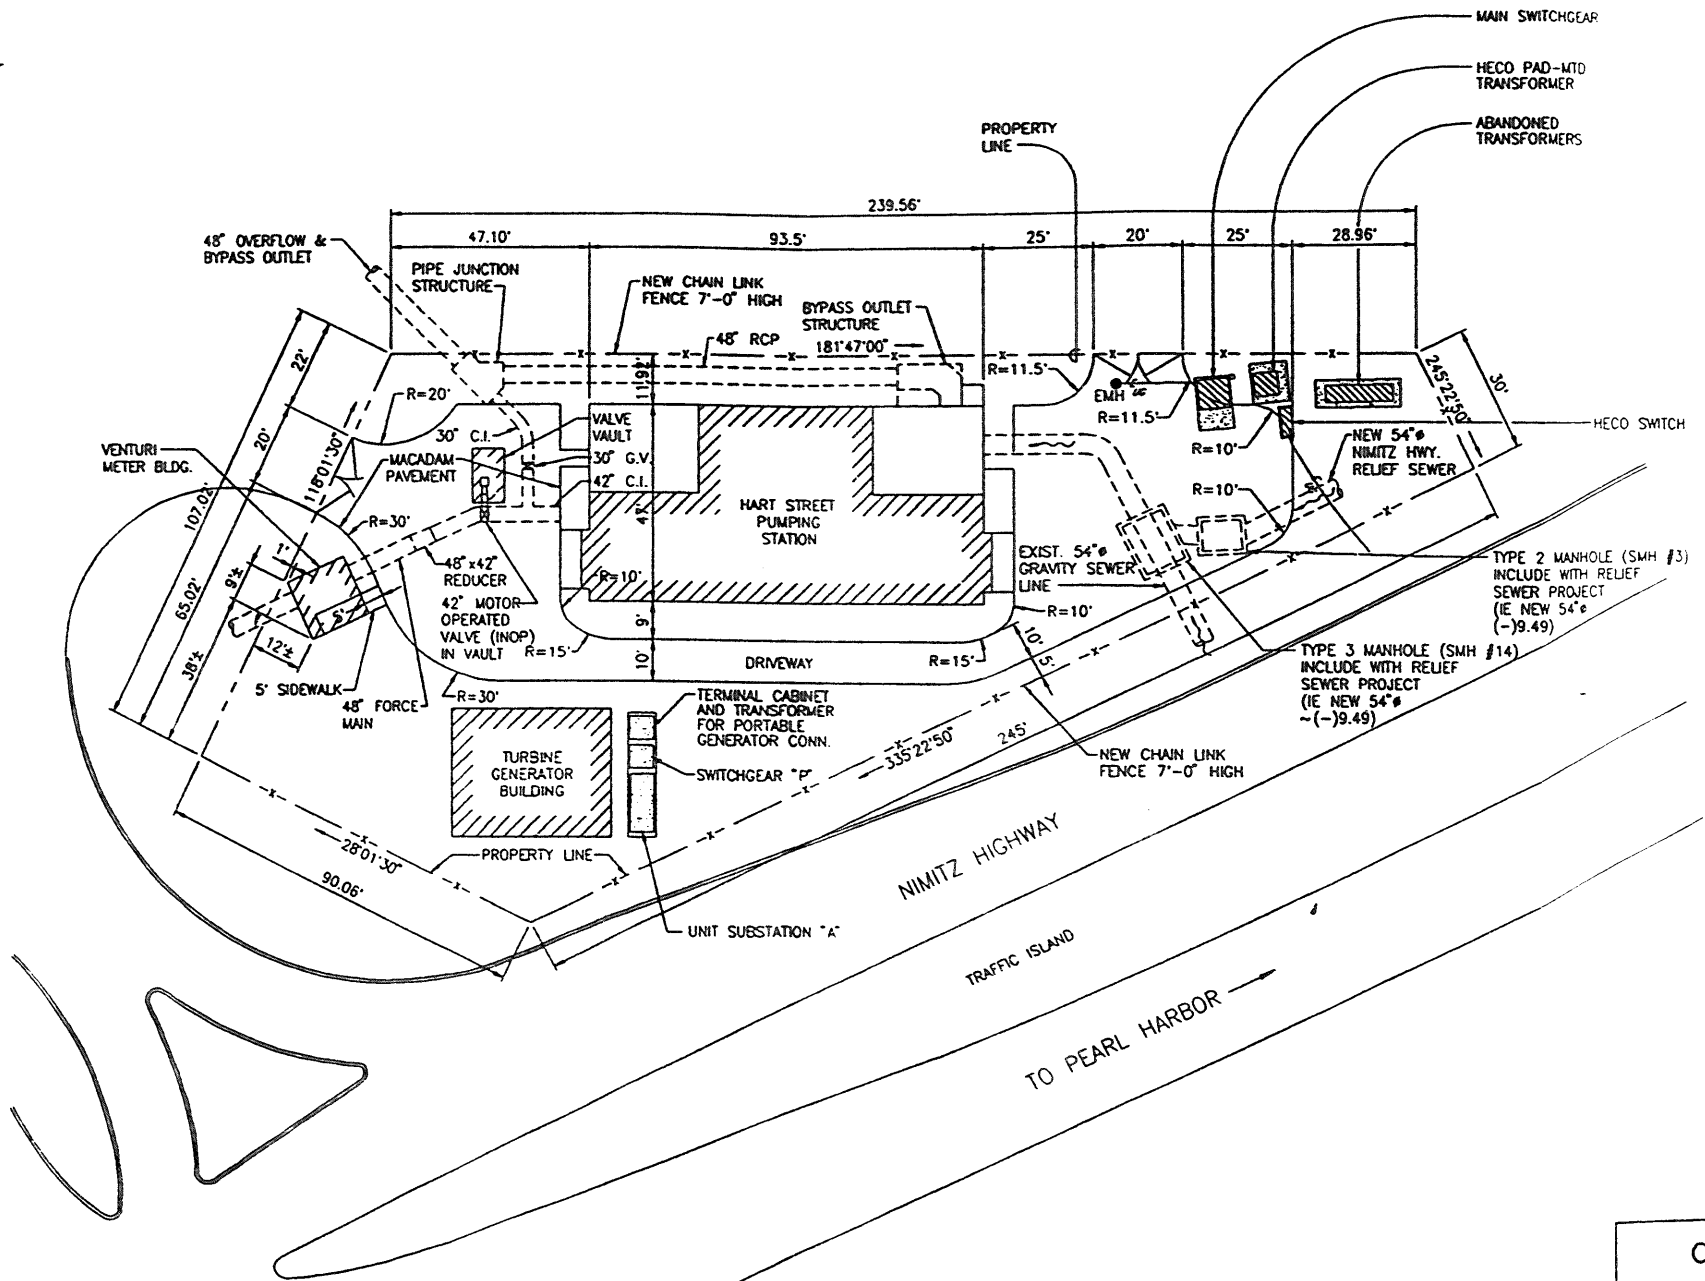 MAIN SWITCHGEAR
HECO PAD-MTD
TRANSFORMER
ABANDONED
TRANSFORMERS
PROPERTY
LINE
239.56'
47.10'
93.5'
25'
20'
25'
28.96'
48" OVERFLOW &
BYPASS OUTLET
PIPE JUNCTION
STRUCTURE
NEW CHAIN LINK
FENCE 7'-0" HIGH
BYPASS OUTLET
STRUCTURE
48" RCP
181°47'00"
11.92'
R=11.5'
EMH
R=11.5'
R=10'
245°22'50"
30'
HECO SWITCH
NEW 54"ø
NIMITZ HWY.
RELIEF SEWER
R=10'
22'
20'
107.02'
65.02'
R=20'
118°01'30"
30" C.I.
VALVE
VAULT
30" G.V.
42" C.I.
MACADAM
PAVEMENT
VENTURI
METER BLDG.
R=30'
47'
HART STREET
PUMPING
STATION
1'
9'±
5'
12'±
38'±
48"x42"
REDUCER
42" MOTOR
OPERATED
VALVE (INOP)
IN VAULT
R=10'
R=15'
9'
10'
DRIVEWAY
R=15'
R=10'
10'
5'
EXIST. 54"ø
GRAVITY SEWER
LINE
TYPE 2 MANHOLE (SMH #3)
INCLUDE WITH RELIEF
SEWER PROJECT
(IE NEW 54"ø
(-)9.49)
TYPE 3 MANHOLE (SMH #14)
INCLUDE WITH RELIEF
SEWER PROJECT
(IE NEW 54"ø
~(-)9.49)
5' SIDEWALK
48" FORCE
MAIN
R=30'
TERMINAL CABINET
AND TRANSFORMER
FOR PORTABLE
GENERATOR CONN.
SWITCHGEAR "P"
TURBINE
GENERATOR
BUILDING
335°22'50"
245'
NEW CHAIN LINK
FENCE 7'-0" HIGH
28°01'30"
90.06'
PROPERTY LINE
UNIT SUBSTATION "A"
NIMITZ HIGHWAY
TRAFFIC ISLAND
TO PEARL HARBOR